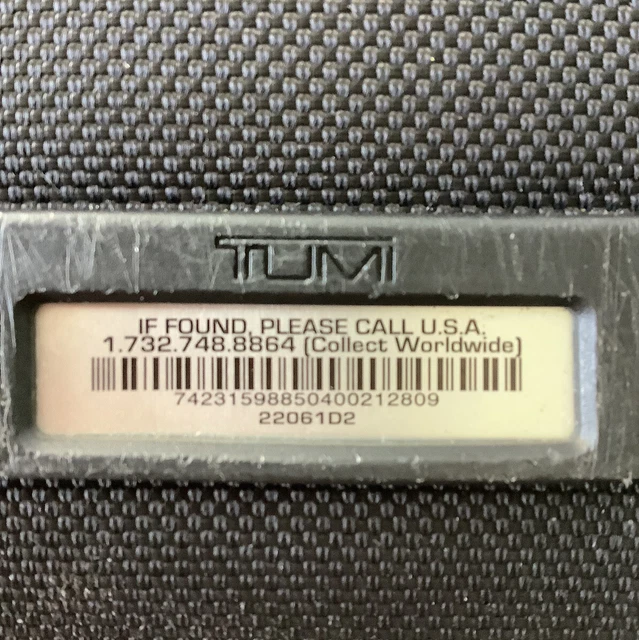 TUMI
IF FOUND, PLEASE CALL U.S.A.
1.732.748.8864 (Collect Worldwide)
74231598850400212809
22061D2